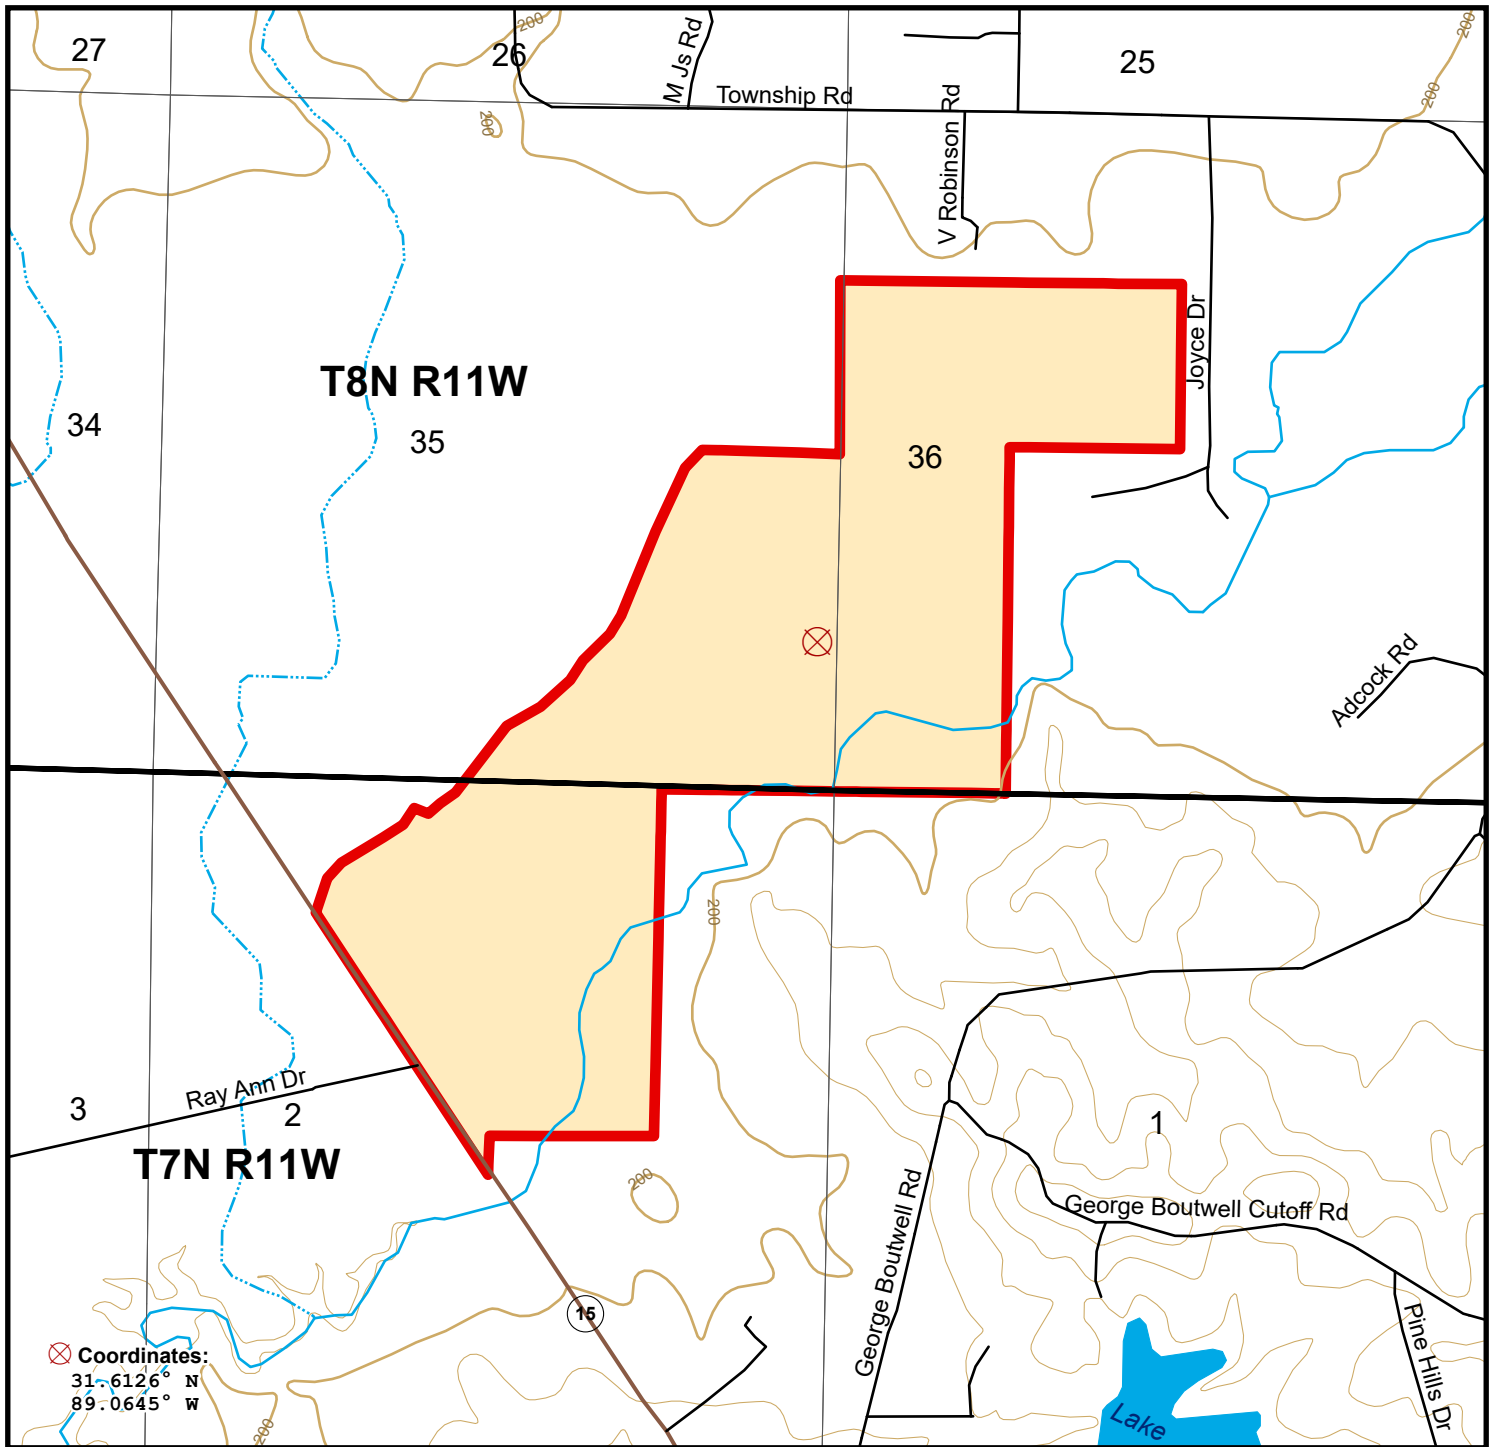 27
26
25
200
200
200
200
M Js Rd
Township Rd
V Robinson Rd
Joyce Dr
T8N R11W
34
35
36
Adcock Rd
200
Ray Ann Dr
3
2
1
T7N R11W
200
George Boutwell Rd
George Boutwell Cutoff Rd
15
Pine Hills Dr
Coordinates:
31.6126° N
89.0645° W
200
Lake